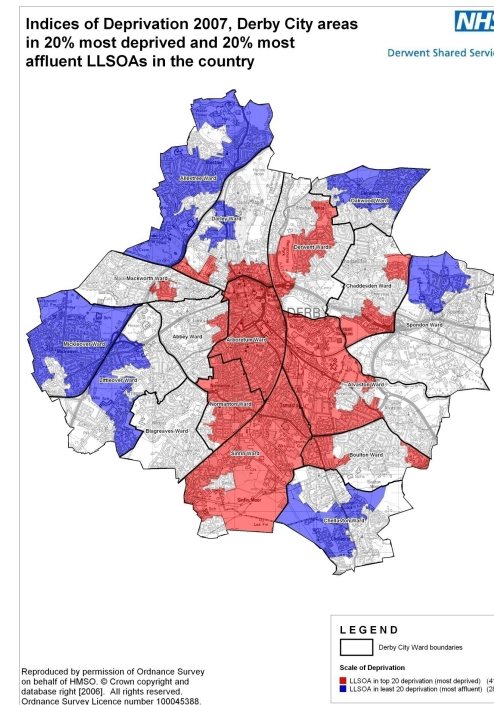 Indices of Deprivation 2007, Derby City areas
in 20% most deprived and 20% most
affluent LLSOAs in the country
NHS
Derwent Shared Servic
Allestree Ward
Oakwood Ward
Darley Ward
Derwent Ward
Mackworth Ward
Chaddesden Ward
DERB
Spondon Ward
Abbey Ward
Arboretum Ward
Mickleover Ward
Littleover Ward
Alvaston Ward
Normanton Ward
Blagreaves Ward
Sinfin Ward
Boulton Ward
Chellaston Ward
LEGEND
Derby City Ward boundaries
Scale of Deprivation
LLSOA in top 20 deprivation (most deprived)
LLSOA in least 20 deprivation (most affluent)
Reproduced by permission of Ordnance Survey
on behalf of HMSO. © Crown copyright and
database right [2006]. All rights reserved.
Ordnance Survey Licence number 100045388.